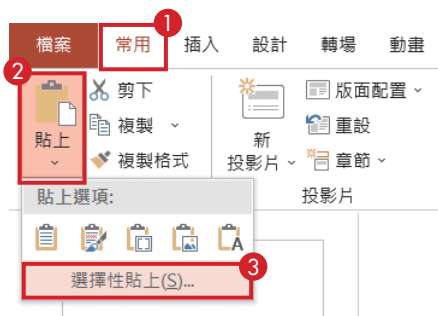 1
檔案 常用 插入 設計 轉場 動畫
2
貼上
剪下
複製
複製格式
新
投影片
版面配置
重設
章節
投影片
貼上選項:
A
3
選擇性貼上(S)...